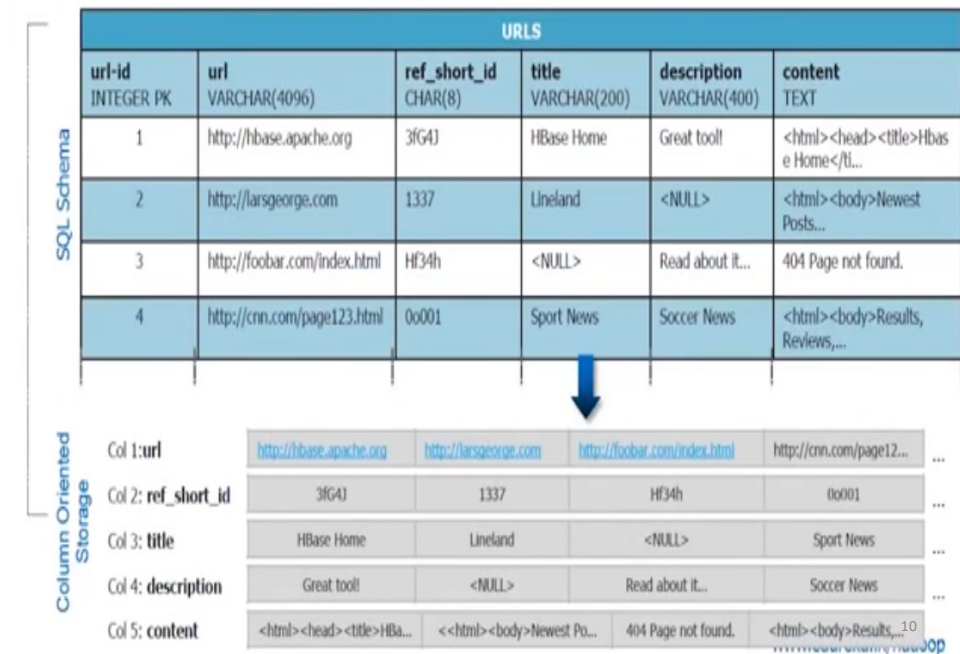 URLS
url-id url ref_short_id title description content
INTEGER PK VARCHAR(4096) CHAR(8) VARCHAR(200) VARCHAR(400) TEXT
1 http://hbase.apache.org 3fG4J HBase Home Great tool! <html><head><title>Hbas
e Home</ti...
2 http://larsgeorge.com 1337 Lineland <NULL> <html><body>Newest
Posts...
3 http://foobar.com/index.html Hf34h <NULL> Read about it... 404 Page not found.
4 http://cnn.com/page123.html 0o001 Sport News Soccer News <html><body>Results,
Reviews,...
SQL Schema
Column Oriented
Storage
Col 1:url http://hbase.apache.org http://larsgeorge.com http://foobar.com/index.html http://cnn.com/page12... ...
Col 2: ref_short_id 3fG4J 1337 Hf34h 0o001 ...
Col 3: title HBase Home Lineland <NULL> Sport News ...
Col 4: description Great tool! <NULL> Read about it... Soccer News ...
Col 5: content <html><head><title>HBa... <<html><body>Newest Po... 404 Page not found. <html><body>Results,...
10